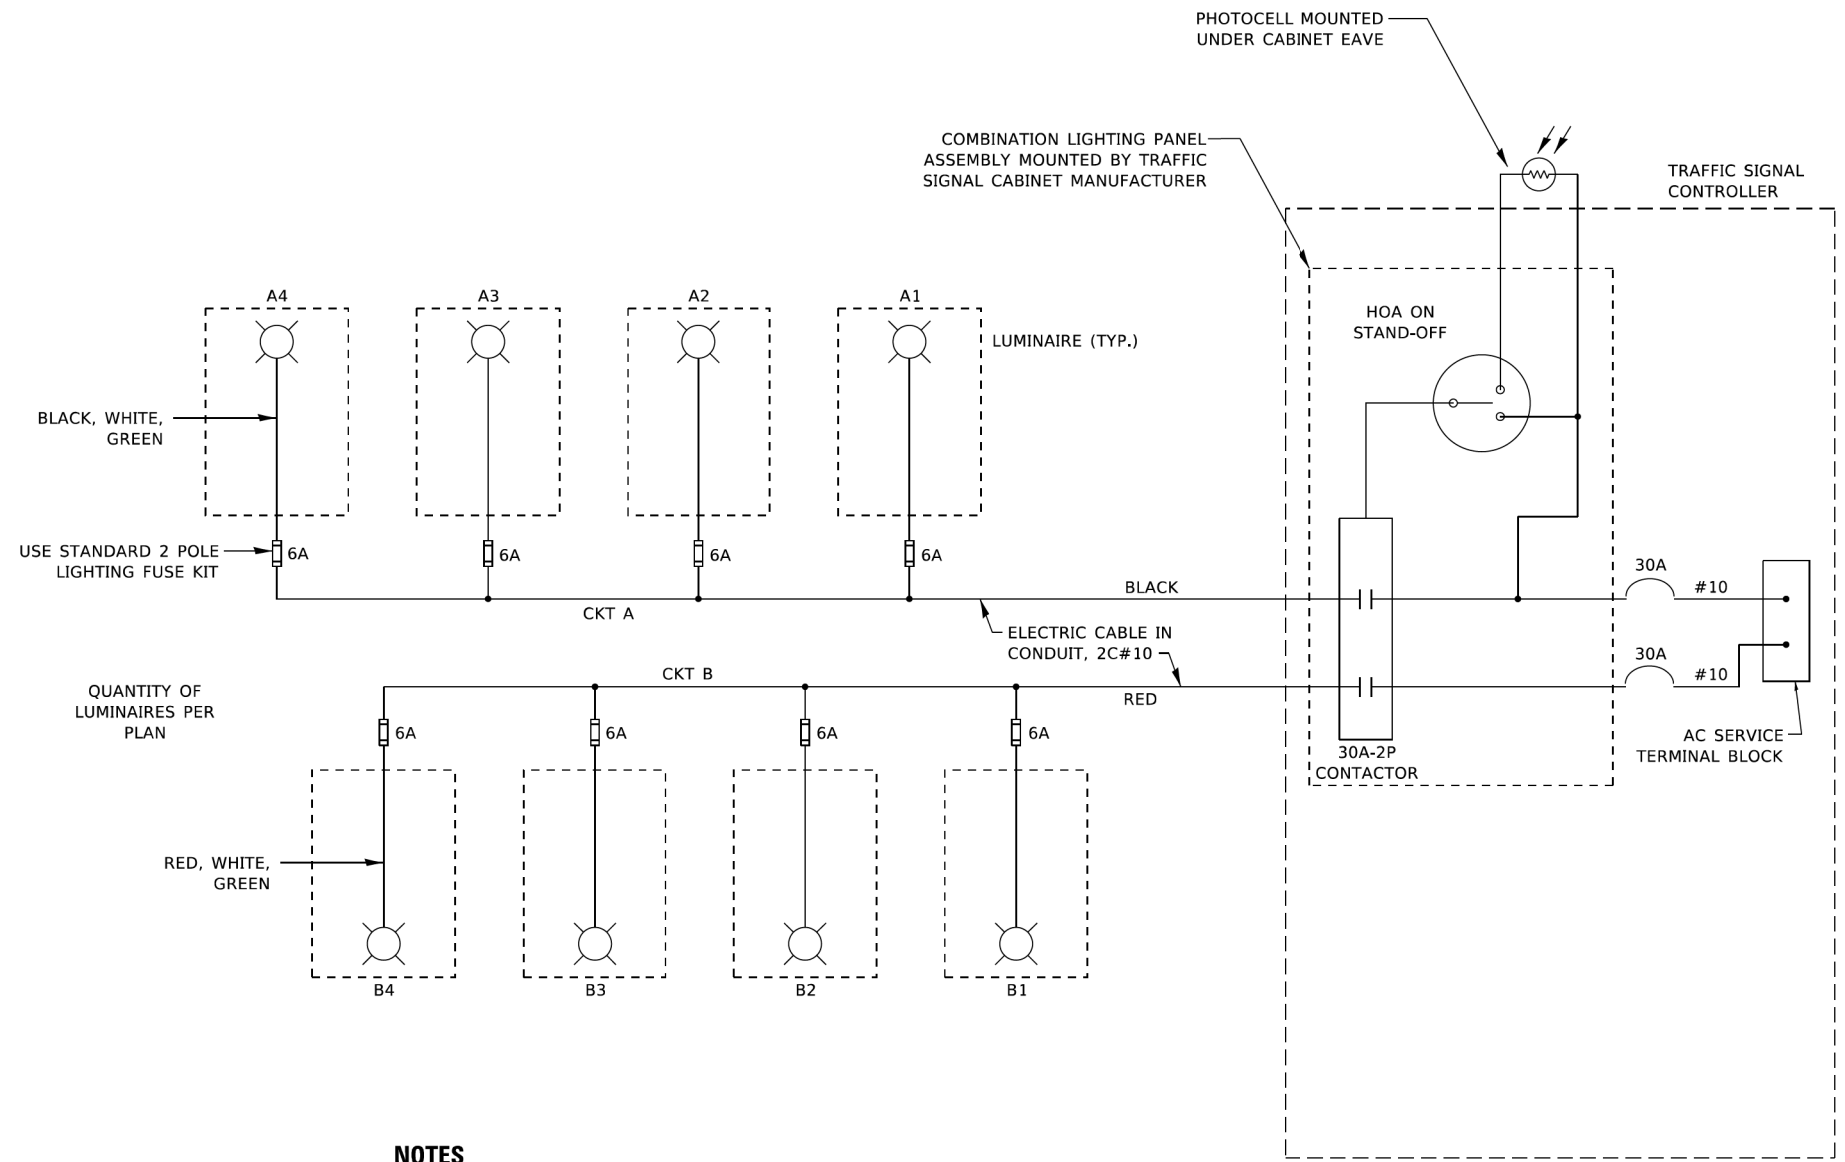 PHOTOCELL MOUNTED
UNDER CABINET EAVE
COMBINATION LIGHTING PANEL
ASSEMBLY MOUNTED BY TRAFFIC
SIGNAL CABINET MANUFACTURER
TRAFFIC SIGNAL
CONTROLLER
A4
A3
A2
A1
HOA ON
STAND-OFF
LUMINAIRE (TYP.)
BLACK, WHITE,
GREEN
USE STANDARD 2 POLE
LIGHTING FUSE KIT
6A
6A
6A
6A
30A
BLACK
#10
CKT A
ELECTRIC CABLE IN
CONDUIT, 2C#10
30A
CKT B
#10
RED
QUANTITY OF
LUMINAIRES PER
PLAN
6A
6A
6A
6A
AC SERVICE
TERMINAL BLOCK
30A-2P
CONTACTOR
RED, WHITE,
GREEN
B4
B3
B2
B1
NOTES